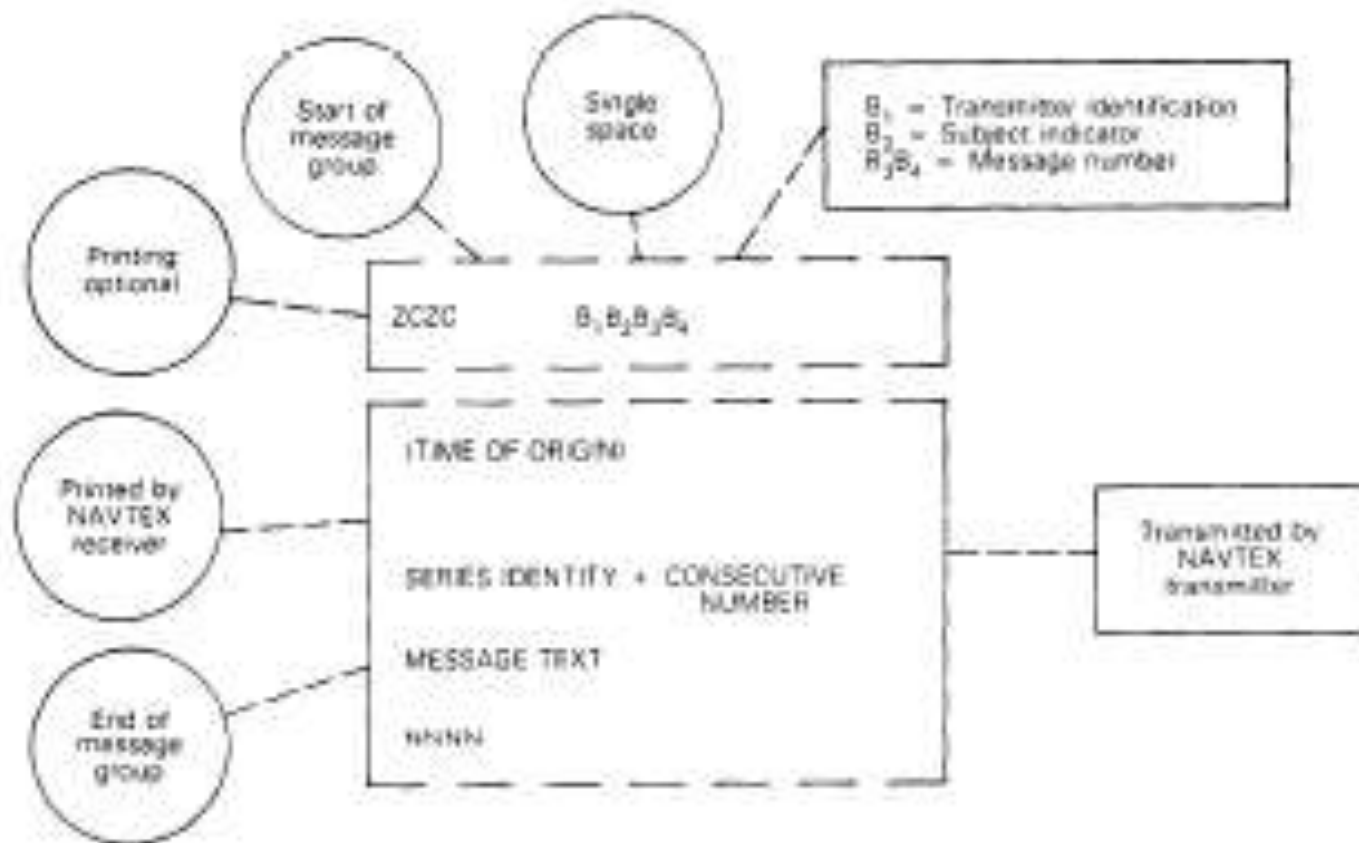 Start of
message
group
Single
space
B₁ = Transmitter identification
B₂ = Subject indicator
B₃B₄ = Message number
Printing
optional
ZCZC B₁B₂B₃B₄
(TIME OF ORIGIN)
Printed by
NAVTEX
receiver
SERIES IDENTITY + CONSECUTIVE
NUMBER
Transmitted by
NAVTEX
transmitter
MESSAGE TEXT
End of
message
group
NNNN